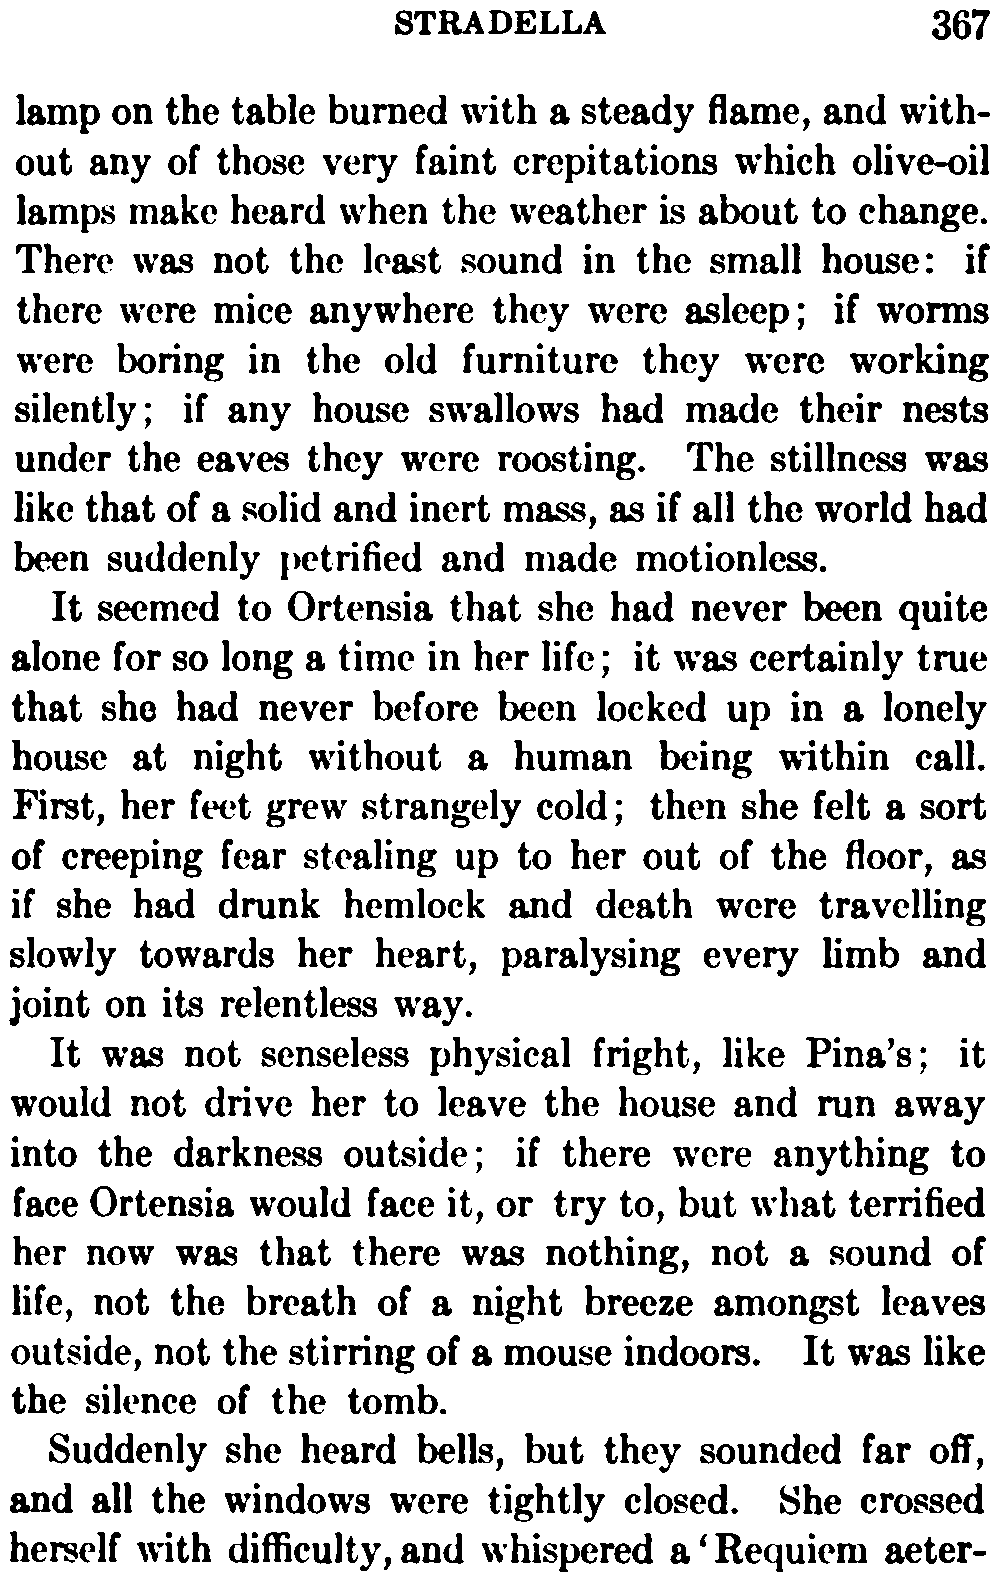 STRADELLA 367
lamp on the table burned with a steady flame, and with-
out any of those very faint crepitations which olive-oil
lamps make heard when the weather is about to change.
There was not the least sound in the small house: if
there were mice anywhere they were asleep; if worms
were boring in the old furniture they were working
silently; if any house swallows had made their nests
under the eaves they were roosting. The stillness was
like that of a solid and inert mass, as if all the world had
been suddenly petrified and made motionless.
It seemed to Ortensia that she had never been quite
alone for so long a time in her life; it was certainly true
that she had never before been locked up in a lonely
house at night without a human being within call.
First, her feet grew strangely cold; then she felt a sort
of creeping fear stealing up to her out of the floor, as
if she had drunk hemlock and death were travelling
slowly towards her heart, paralysing every limb and
joint on its relentless way.
It was not senseless physical fright, like Pina's; it
would not drive her to leave the house and run away
into the darkness outside; if there were anything to
face Ortensia would face it, or try to, but what terrified
her now was that there was nothing, not a sound of
life, not the breath of a night breeze amongst leaves
outside, not the stirring of a mouse indoors. It was like
the silence of the tomb.
Suddenly she heard bells, but they sounded far off,
and all the windows were tightly closed. She crossed
herself with difficulty, and whispered a 'Requiem aeter-